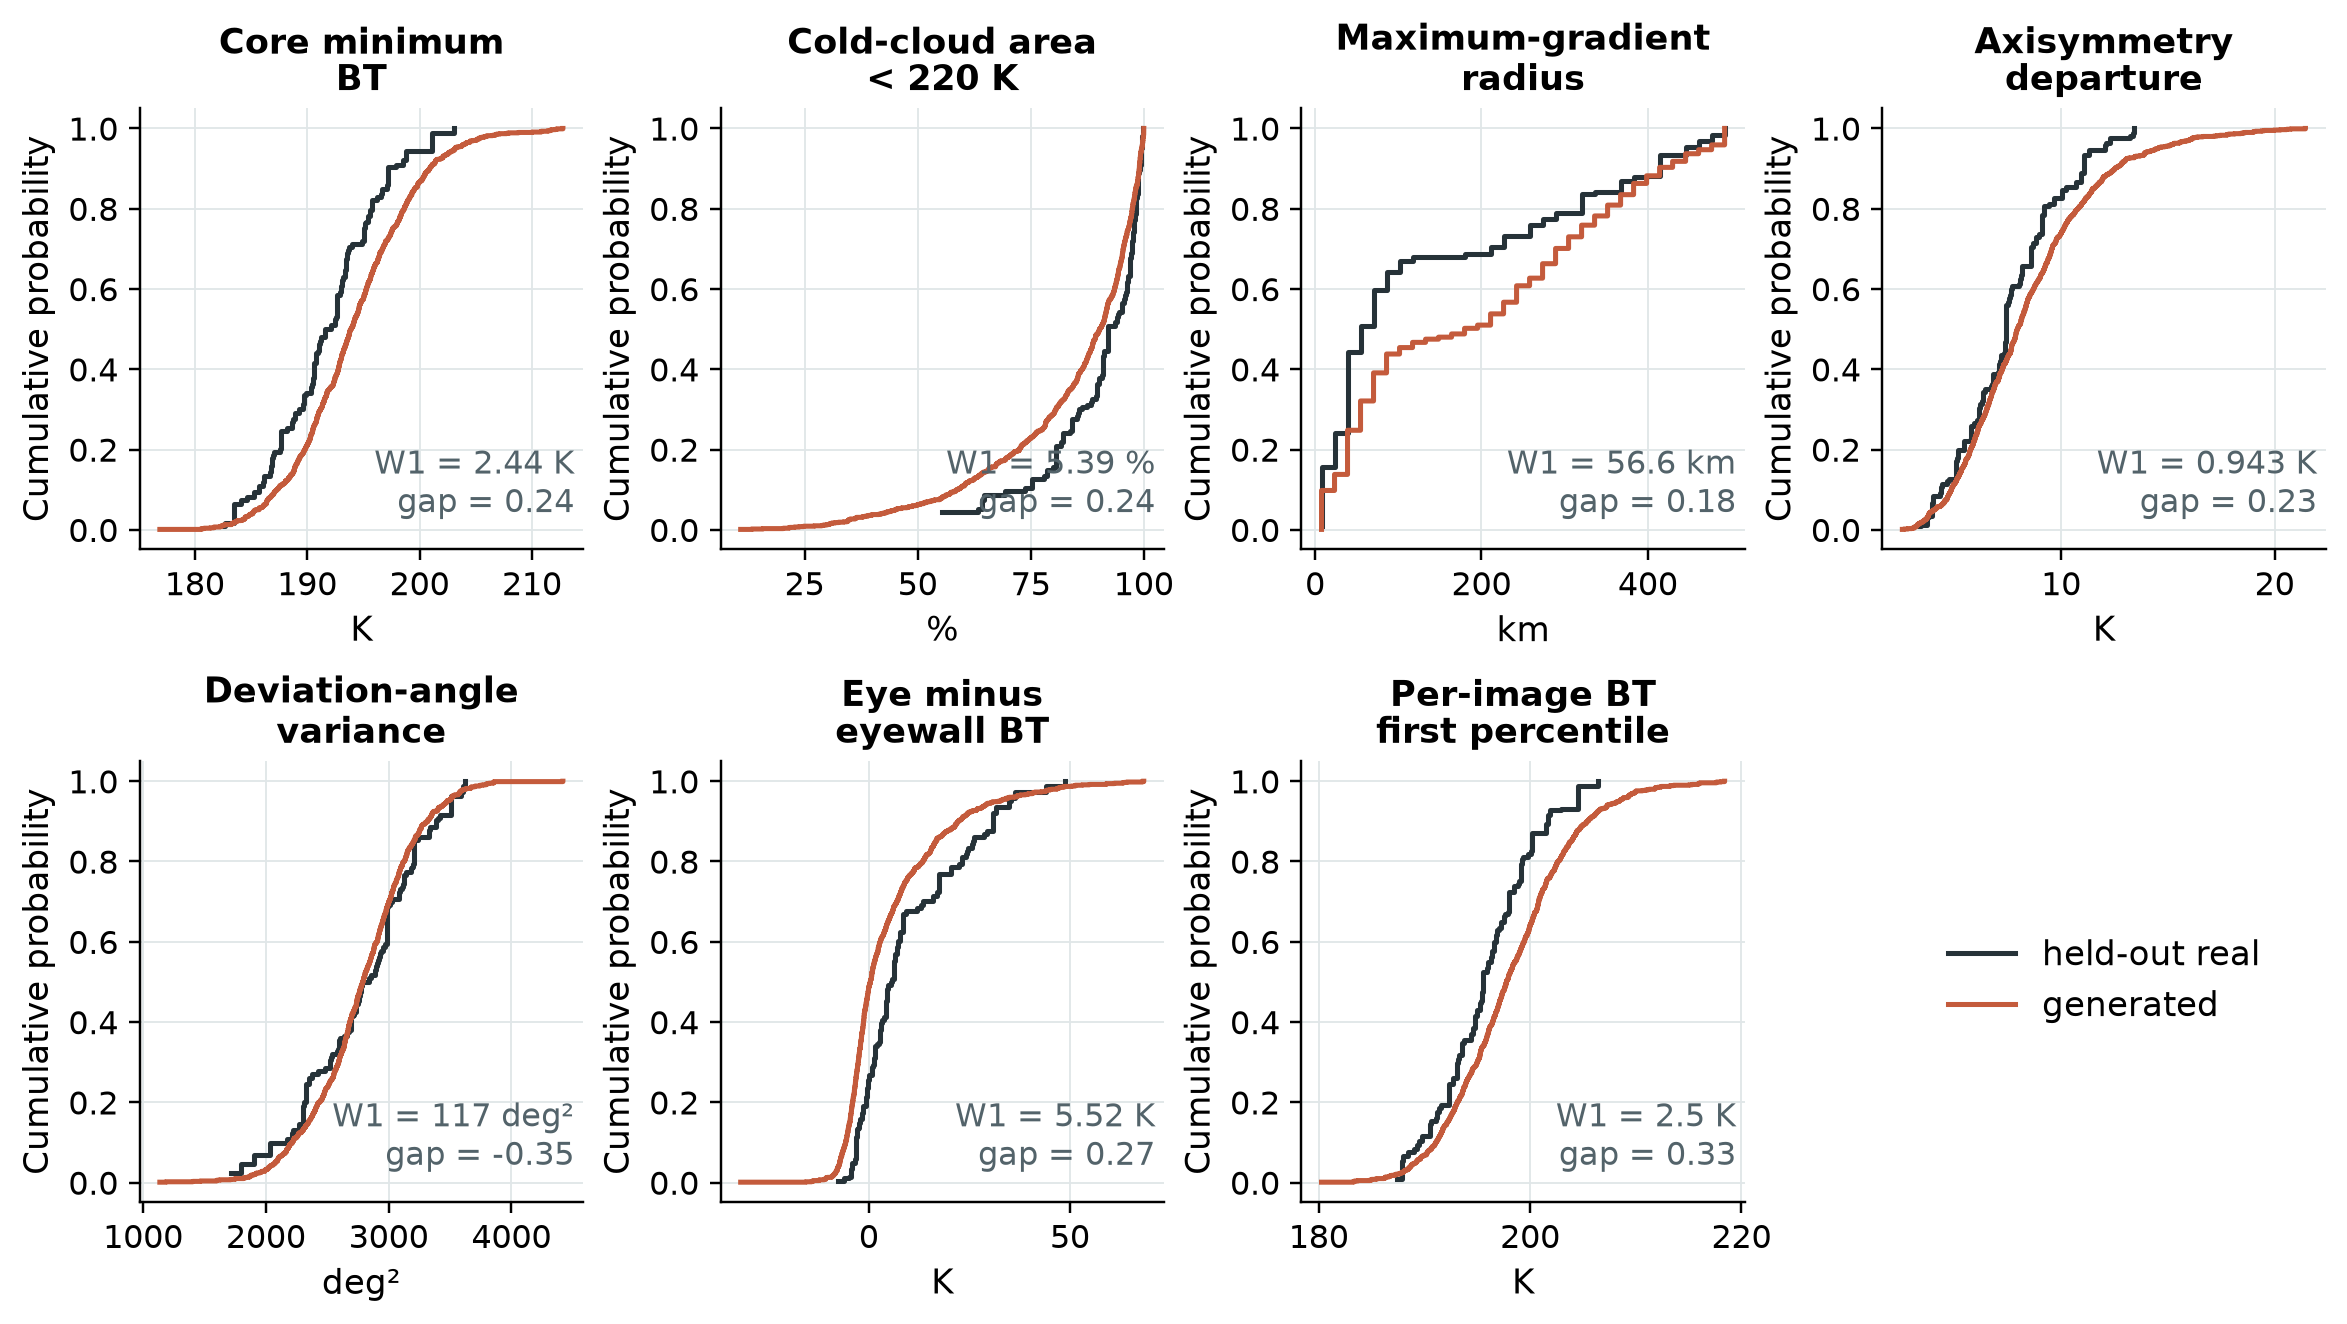 Core minimum
BT
Cumulative probability
1.0
0.8
0.6
0.4
0.2
0.0
W1 = 2.44 K
gap = 0.24
180 190 200 210
K
Cold-cloud area
< 220 K
Cumulative probability
1.0
0.8
0.6
0.4
0.2
0.0
W1 = 5.39 %
gap = 0.24
25 50 75 100
%
Maximum-gradient
radius
Cumulative probability
1.0
0.8
0.6
0.4
0.2
0.0
W1 = 56.6 km
gap = 0.18
0 200 400
km
Axisymmetry
departure
Cumulative probability
1.0
0.8
0.6
0.4
0.2
0.0
W1 = 0.943 K
gap = 0.23
10 20
K
Deviation-angle
variance
Cumulative probability
1.0
0.8
0.6
0.4
0.2
0.0
W1 = 117 deg²
gap = -0.35
1000 2000 3000 4000
deg²
Eye minus
eyewall BT
Cumulative probability
1.0
0.8
0.6
0.4
0.2
0.0
W1 = 5.52 K
gap = 0.27
0 50
K
Per-image BT
first percentile
Cumulative probability
1.0
0.8
0.6
0.4
0.2
0.0
W1 = 2.5 K
gap = 0.33
180 200 220
K
held-out real
generated